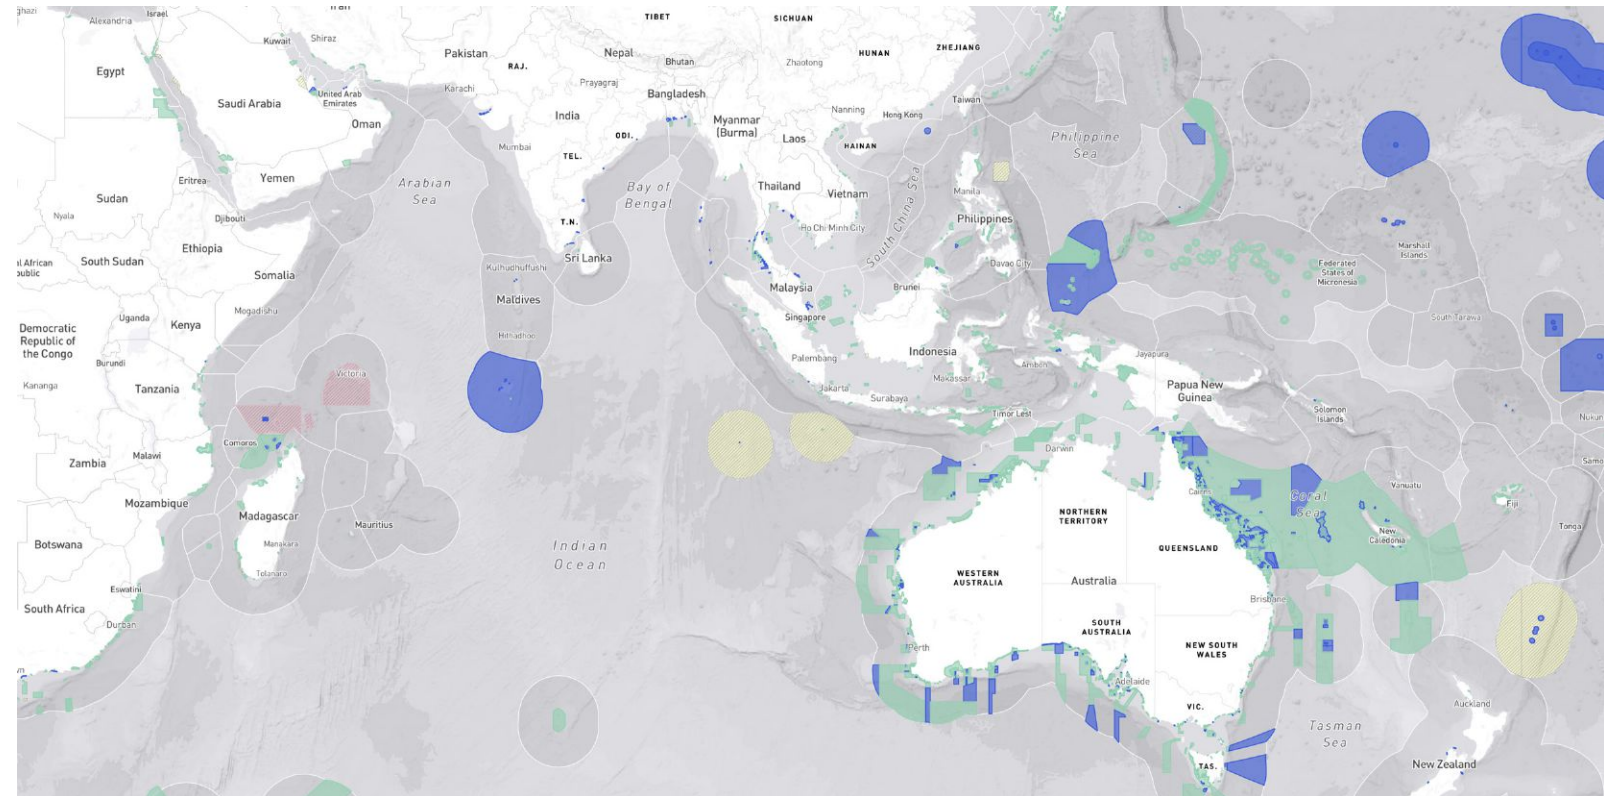 Alexandria
Israel
Iran
TIBET
SICHUAN
Kuwait
Shiraz
Pakistan
Nepal
Bhutan
HUNAN
ZHEJIANG
RAJ.
Zhaotong
Egypt
Prayagraj
Karachi
United Arab
Emirates
Bangladesh
Saudi Arabia
India
Myanmar
(Burma)
Nanning
Hong Kong
Taiwan
Oman
ODI.
Laos
HAINAN
Philippine
Sea
Mumbai
TEL.
Eritrea
Yemen
Arabian
Sea
Bay of
Bengal
Thailand
Vietnam
South China Sea
Manila
Sudan
Nyala
Djibouti
T.N.
Ho Chi Minh City
Philippines
Ethiopia
Sri Lanka
Marshall
Islands
South Sudan
Somalia
Kulhudhuffushi
Davao City
Federated
States of
Micronesia
Maldives
Malaysia
Brunei
Mogadishu
Uganda
Kenya
Singapore
South Tarawa
Democratic
Republic of
the Congo
Hithadhoo
Indonesia
Palembang
Jayapura
Burundi
Victoria
Ambon
Makassar
Kananga
Tanzania
Jakarta
Surabaya
Papua New
Guinea
Timor Lest
Solomon
Islands
Comoros
Darwin
Malawi
Zambia
Samo
Mozambique
Cairns
Vanuatu
Coral
Sea
Fiji
Madagascar
Mauritius
NORTHERN
TERRITORY
Tonga
New
Caledonia
Botswana
Manakara
Indian
Ocean
QUEENSLAND
Tolianaro
Eswatini
WESTERN
AUSTRALIA
Australia
South Africa
Brisbane
Durban
SOUTH
AUSTRALIA
Perth
NEW SOUTH
WALES
Adelaide
VIC.
Auckland
Tasman
Sea
TAS.
New Zealand